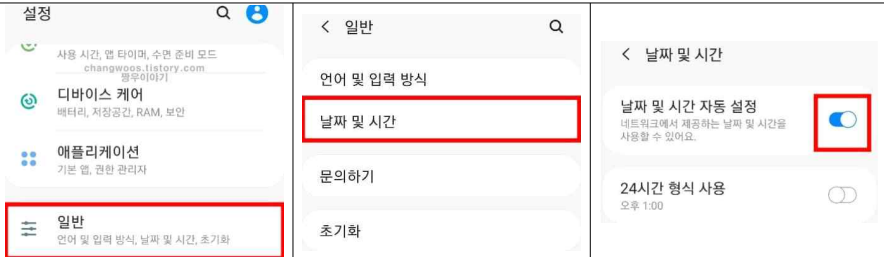 설정
사용 시간, 앱 타이머, 수면 준비 모드
changwoos.tistory.com
짱우이야기
디바이스 케어
배터리, 저장공간, RAM, 보안
애플리케이션
기본 앱, 권한 관리자
일반
언어 및 입력 방식, 날짜 및 시간, 초기화
일반
언어 및 입력 방식
날짜 및 시간
문의하기
초기화
날짜 및 시간
날짜 및 시간 자동 설정
네트워크에서 제공하는 날짜 및 시간을
사용할 수 있어요.
24시간 형식 사용
오후 1:00